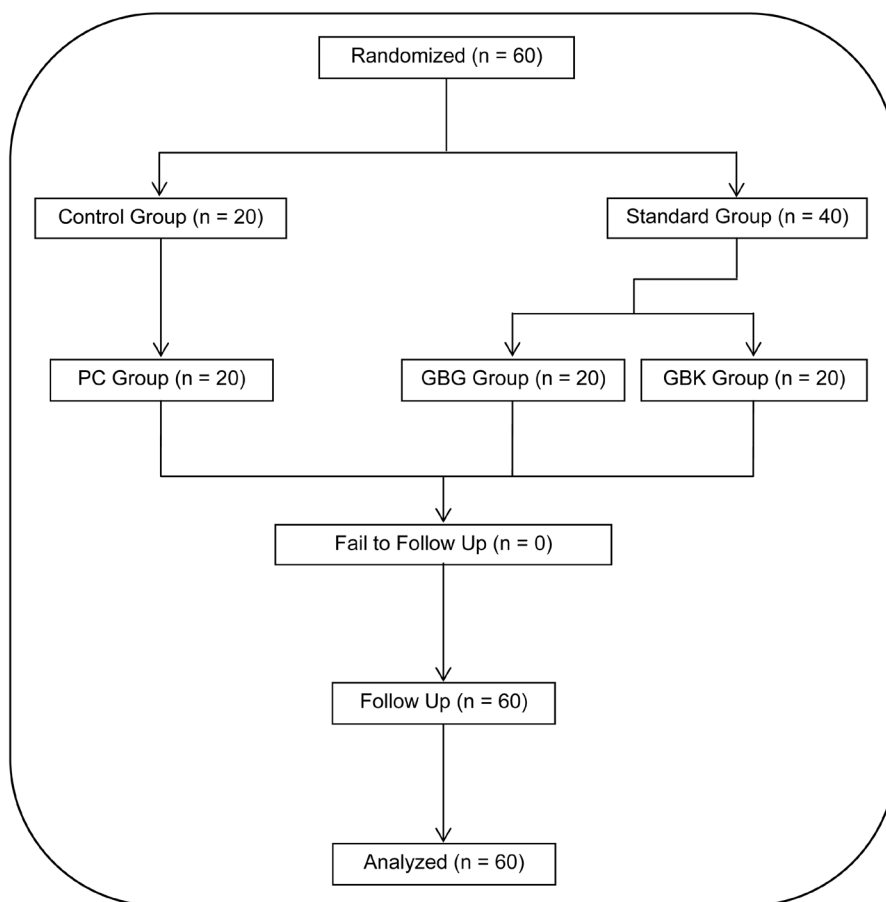 Randomized (n = 60)
Control Group (n = 20)
Standard Group (n = 40)
PC Group (n = 20)
GBG Group (n = 20)
GBK Group (n = 20)
Fail to Follow Up (n = 0)
Follow Up (n = 60)
Analyzed (n = 60)